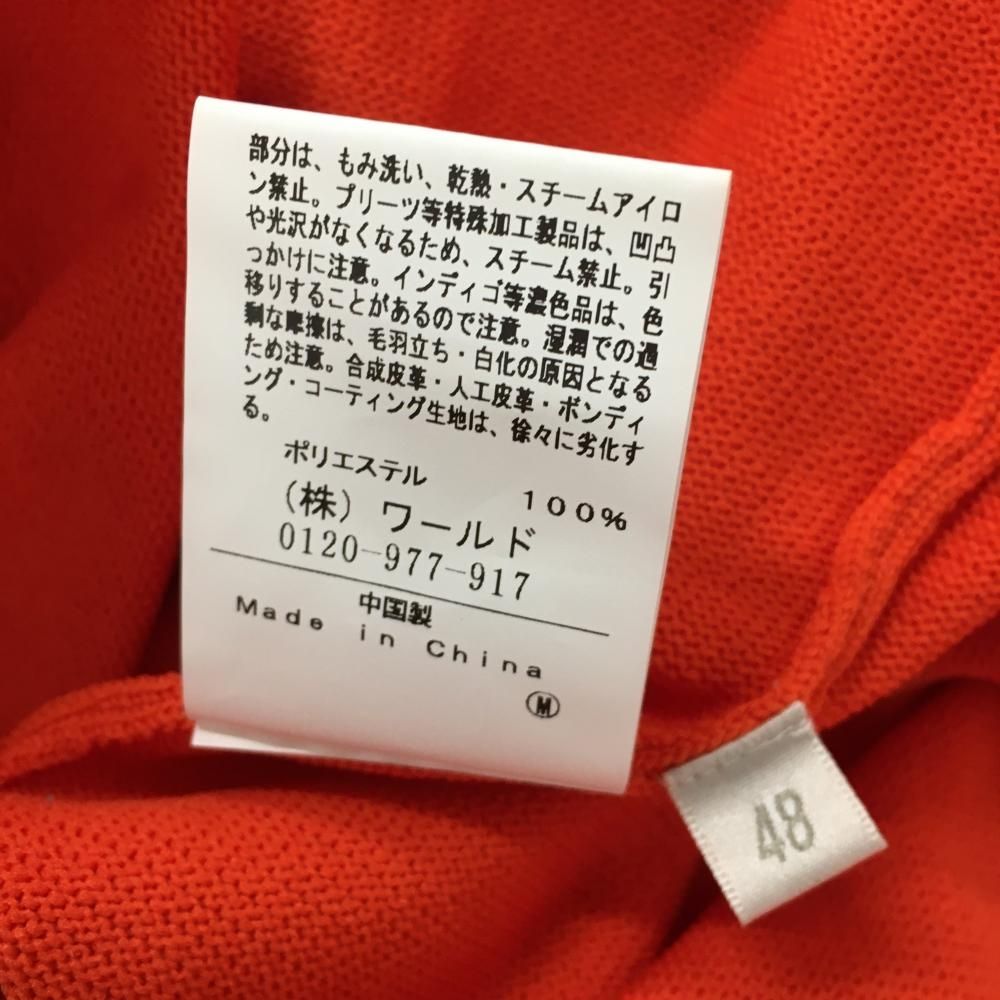 部分は、もみ洗い、乾熱・スチームアイロ
ン禁止。プリーツ等特殊加工製品は、凹凸
や光沢がなくなるため、スチーム禁止。引
っかけに注意。インディゴ等濃色品は、色
移りすることがあるので注意。湿潤での過
剰な摩擦は、毛羽立ち・白化の原因となる
ため注意。合成皮革・人工皮革・ボンディ
ング・コーティング生地は、徐々に劣化す
る。
ポリエステル 100%
(株)ワールド
0120-977-917
中国製
Made in China
Ⓜ
48